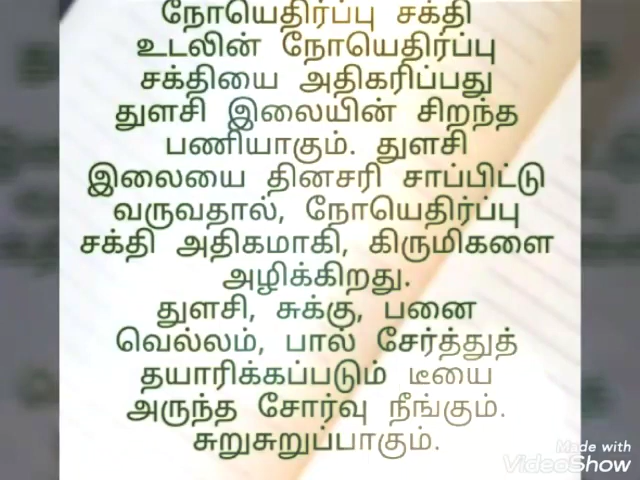 நோயெதிர்ப்பு சக்தி
உடலின் நோயெதிர்ப்பு
சக்தியை அதிகரிப்பது
துளசி இலையின் சிறந்த
பணியாகும். துளசி
இலையை தினசரி சாப்பிட்டு
வருவதால், நோயெதிர்ப்பு
சக்தி அதிகமாகி, கிருமிகளை
அழிக்கிறது.
துளசி, சுக்கு, பனை
வெல்லம், பால் சேர்த்துத்
தயாரிக்கப்படும் டீயை
அருந்த சோர்வு நீங்கும்.
சுறுசுறுப்பாகும்.
Made with
VideoShow